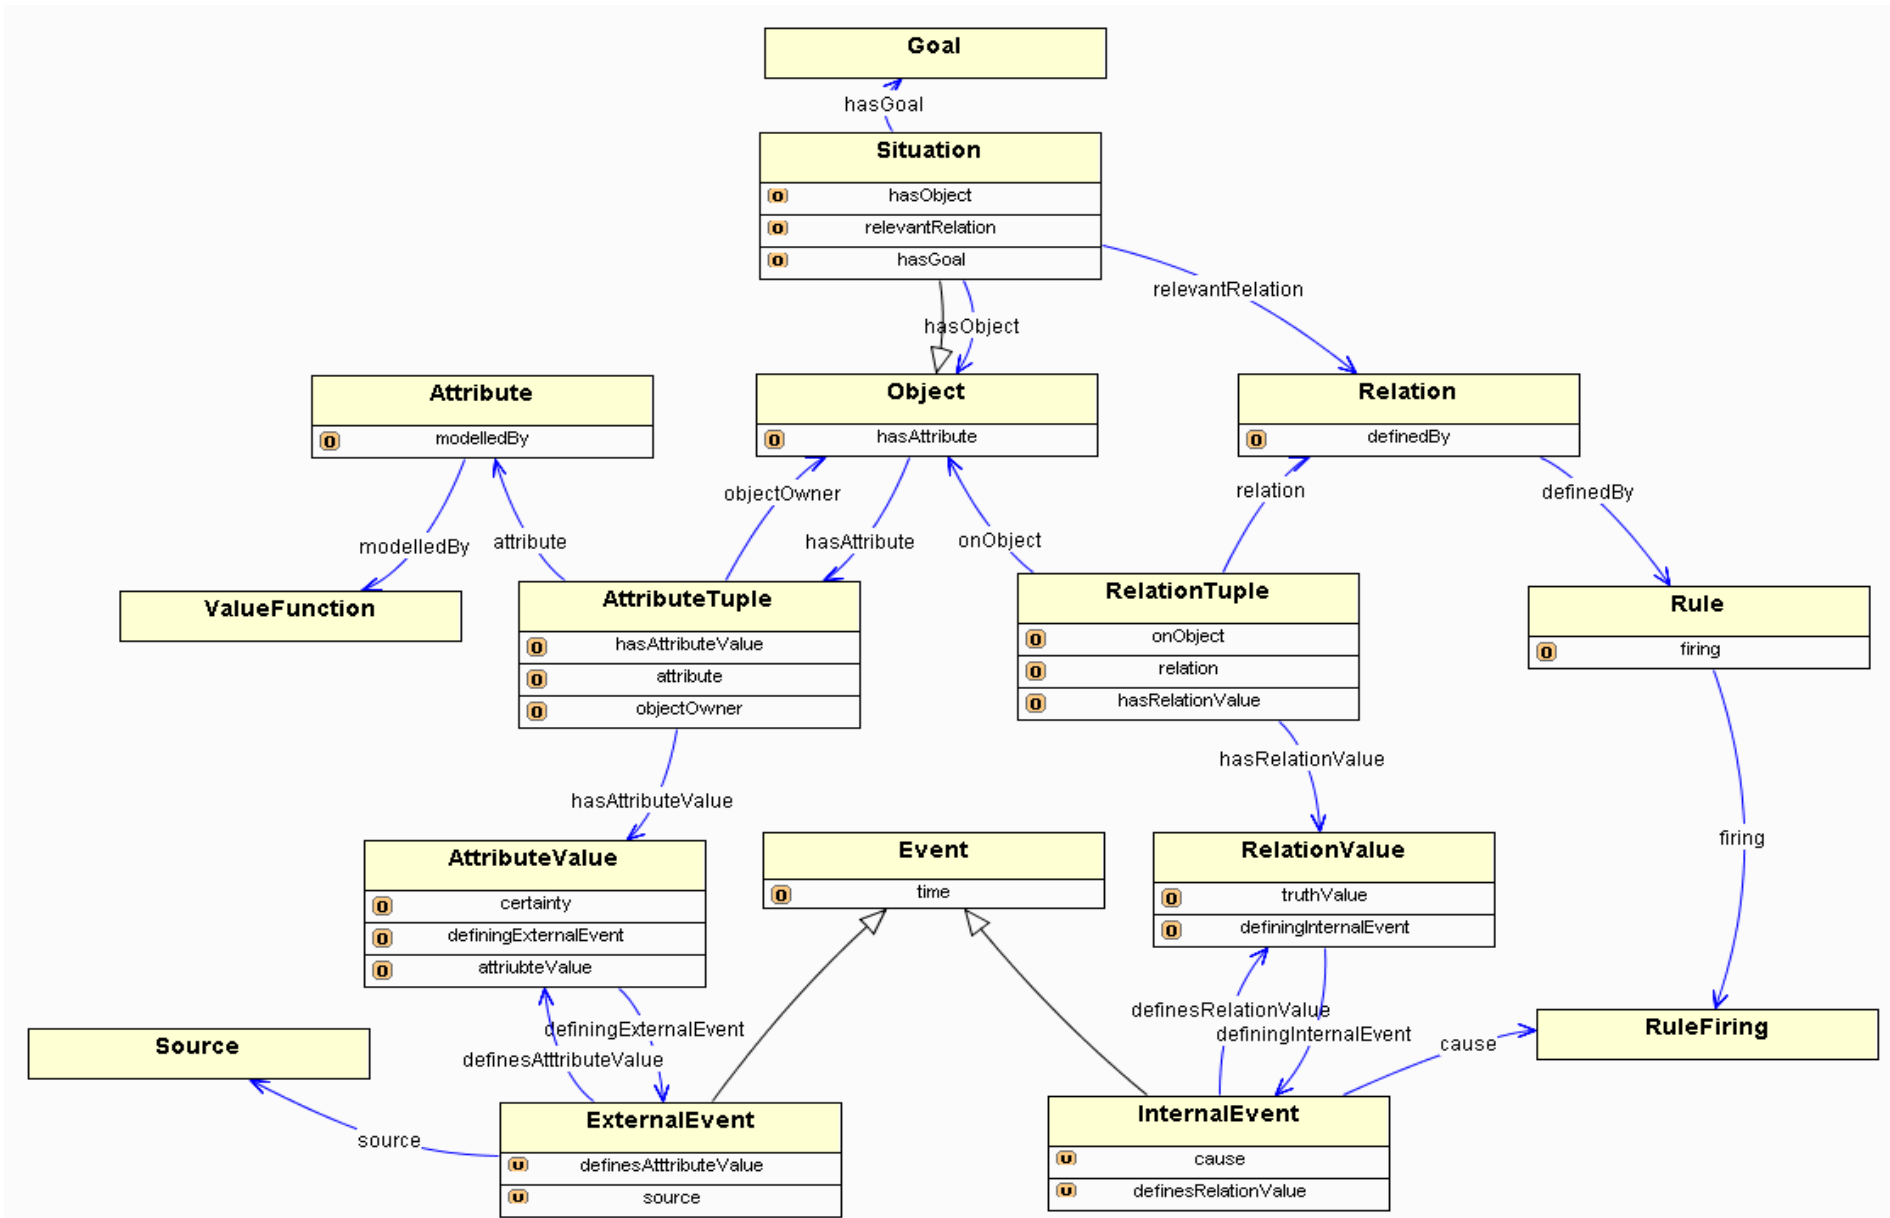 Goal
hasGoal
Situation
O hasObject
O relevantRelation
O hasGoal
relevantRelation
hasObject
Attribute
O modelledBy
Object
O hasAttribute
Relation
O definedBy
objectOwner
relation
definedBy
modelledBy
attribute
hasAttribute
onObject
ValueFunction
AttributeTuple
O hasAttributeValue
O attribute
O objectOwner
RelationTuple
O onObject
O relation
O hasRelationValue
Rule
O firing
hasRelationValue
hasAttributeValue
firing
AttributeValue
O certainty
O definingExternalEvent
O attriubteValue
Event
O time
RelationValue
O truthValue
O definingInternalEvent
definesRelationValue
definingExternalEvent
definingInternalEvent
cause
RuleFiring
Source
definesAtttributeValue
source
ExternalEvent
U definesAtttributeValue
U source
InternalEvent
U cause
U definesRelationValue